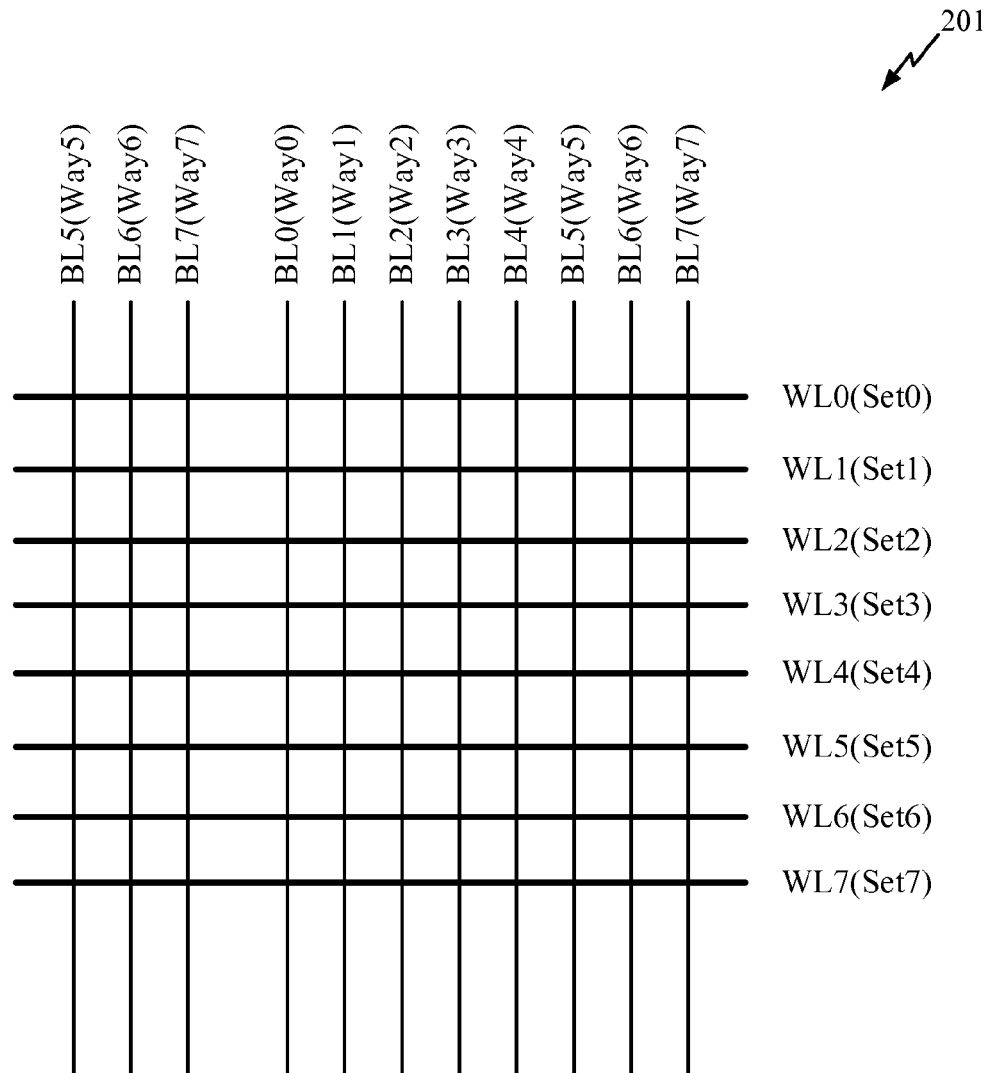 201
BL5(Way5)
BL6(Way6)
BL7(Way7)
BL0(Way0)
BL1(Way1)
BL2(Way2)
BL3(Way3)
BL4(Way4)
BL5(Way5)
BL6(Way6)
BL7(Way7)
WL0(Set0)
WL1(Set1)
WL2(Set2)
WL3(Set3)
WL4(Set4)
WL5(Set5)
WL6(Set6)
WL7(Set7)